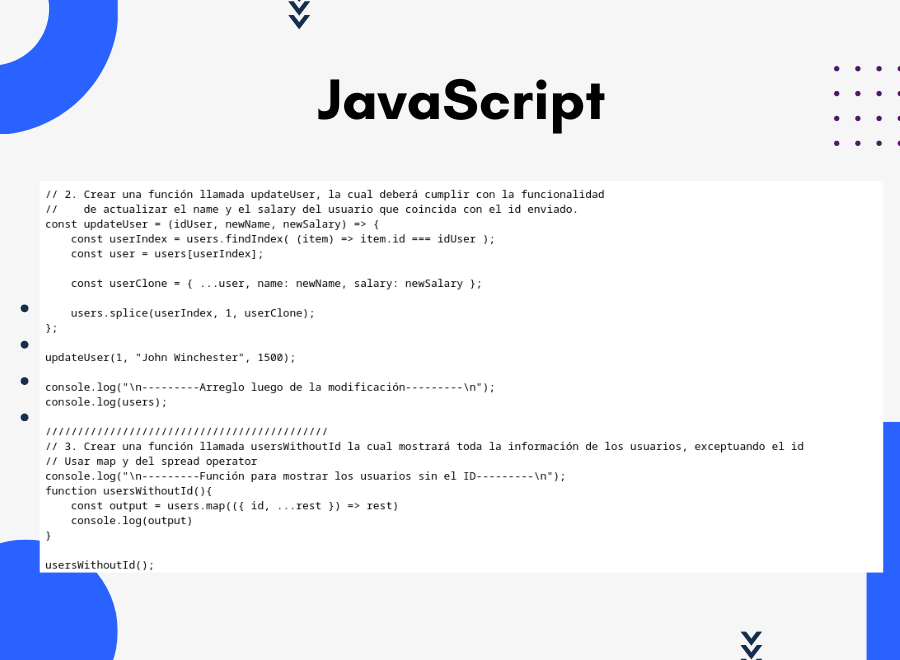 JavaScript
// 2. Crear una función llamada updateUser, la cual deberá cumplir con la funcionalidad
//    de actualizar el name y el salary del usuario que coincida con el id enviado.
const updateUser = (idUser, newName, newSalary) => {
    const userIndex = users.findIndex( (item) => item.id === idUser );
    const user = users[userIndex];

    const userClone = { ...user, name: newName, salary: newSalary };

    users.splice(userIndex, 1, userClone);
};

updateUser(1, "John Winchester", 1500);

console.log("\n---------Arreglo luego de la modificación---------\n");
console.log(users);

////////////////////////////////////////////
// 3. Crear una función llamada usersWithoutId la cual mostrará toda la información de los usuarios, exceptuando el id
// Usar map y del spread operator
console.log("\n---------Función para mostrar los usuarios sin el ID---------\n");
function usersWithoutId(){
    const output = users.map(({ id, ...rest }) => rest)
    console.log(output)
}

usersWithoutId();